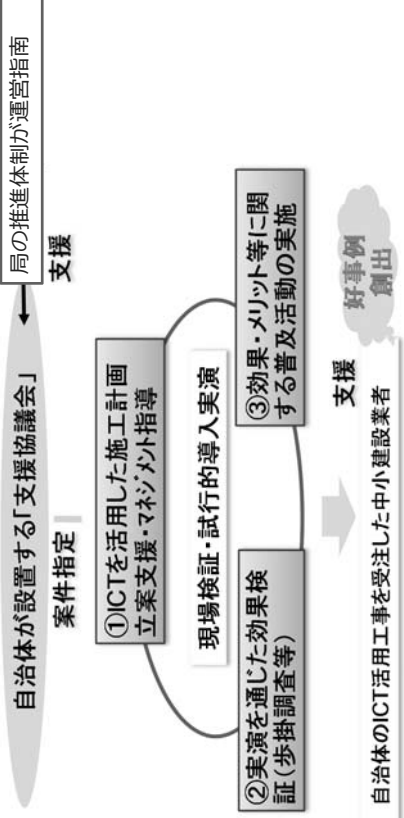 局の推進体制が運営指南
自治体が設置する「支援協議会」
支援
案件指定
①ICTを活用した施工計画
立案支援・マネジメント指導
現場検証・試行的導入実演
②実演を通じた効果検
証(歩掛調査等)
③効果・メリット等に関
する普及活動の実施
支援
好事例
創出
自治体のICT活用工事を受注した中小建設業者